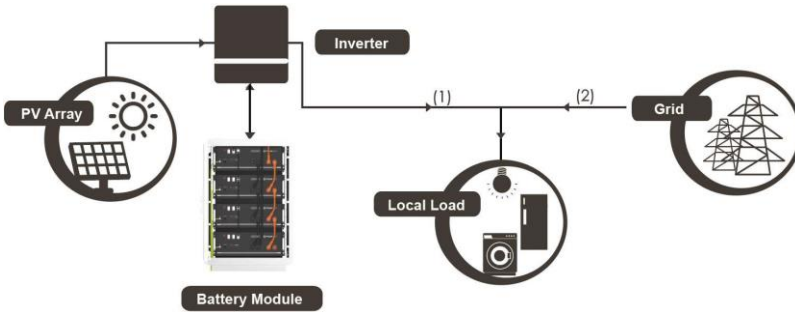 Inverter
PV Array
(1)
(2)
Grid
Local Load
Battery Module